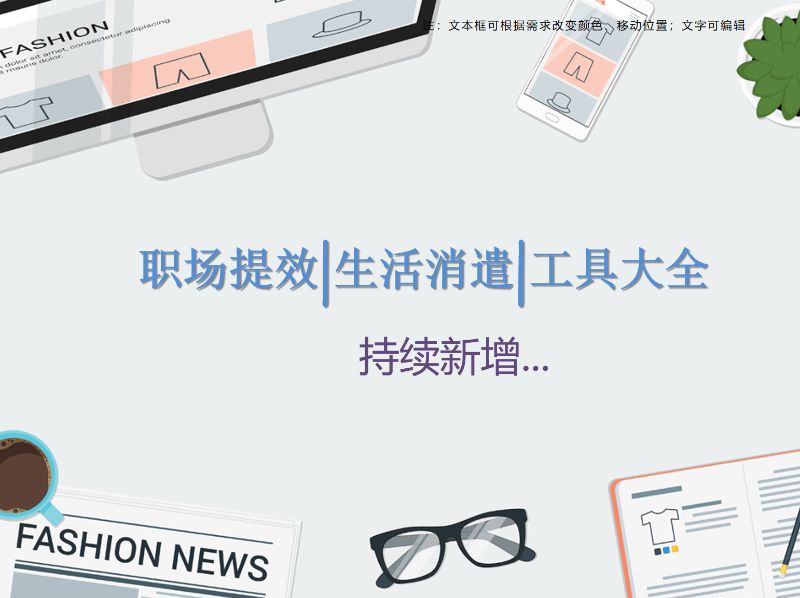 注：文本框可根据需求改变颜色、移动位置；文字可编辑
FASHION
dolor sit amet, consectetur adipiscing
mauris dolor.
职场提效|生活消遣|工具大全
持续新增...
FASHION NEWS